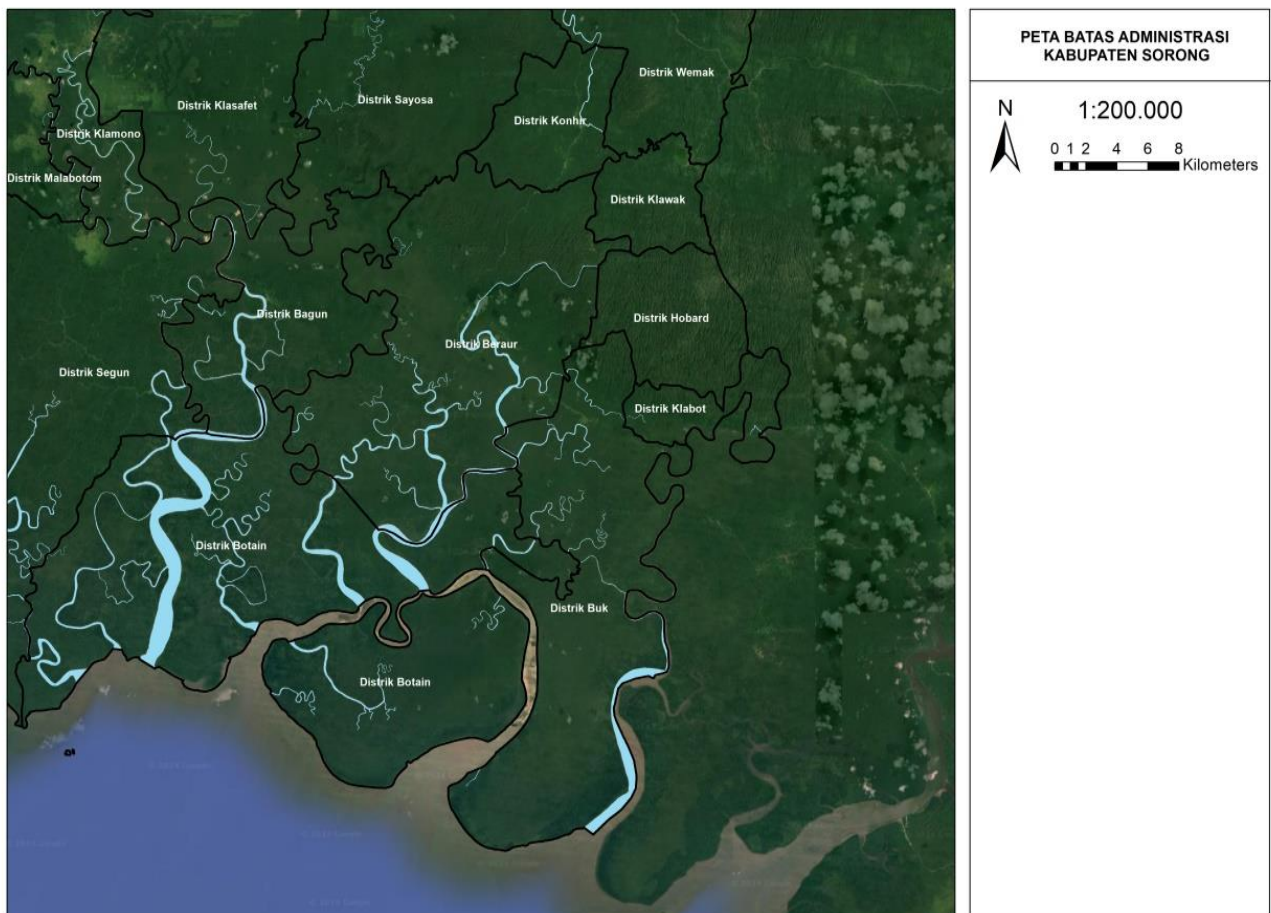 PETA BATAS ADMINISTRASI
KABUPATEN SORONG
N
1:200.000
0 1 2 4 6 8
Kilometers
Distrik Wemak
Distrik Sayosa
Distrik Klasafet
Distrik Konhir
Distrik Klamono
Distrik Malabotom
Distrik Klawak
Distrik Bagun
Distrik Hobard
Distrik Beraur
Distrik Segun
Distrik Klabot
Distrik Botain
Distrik Buk
Distrik Botain